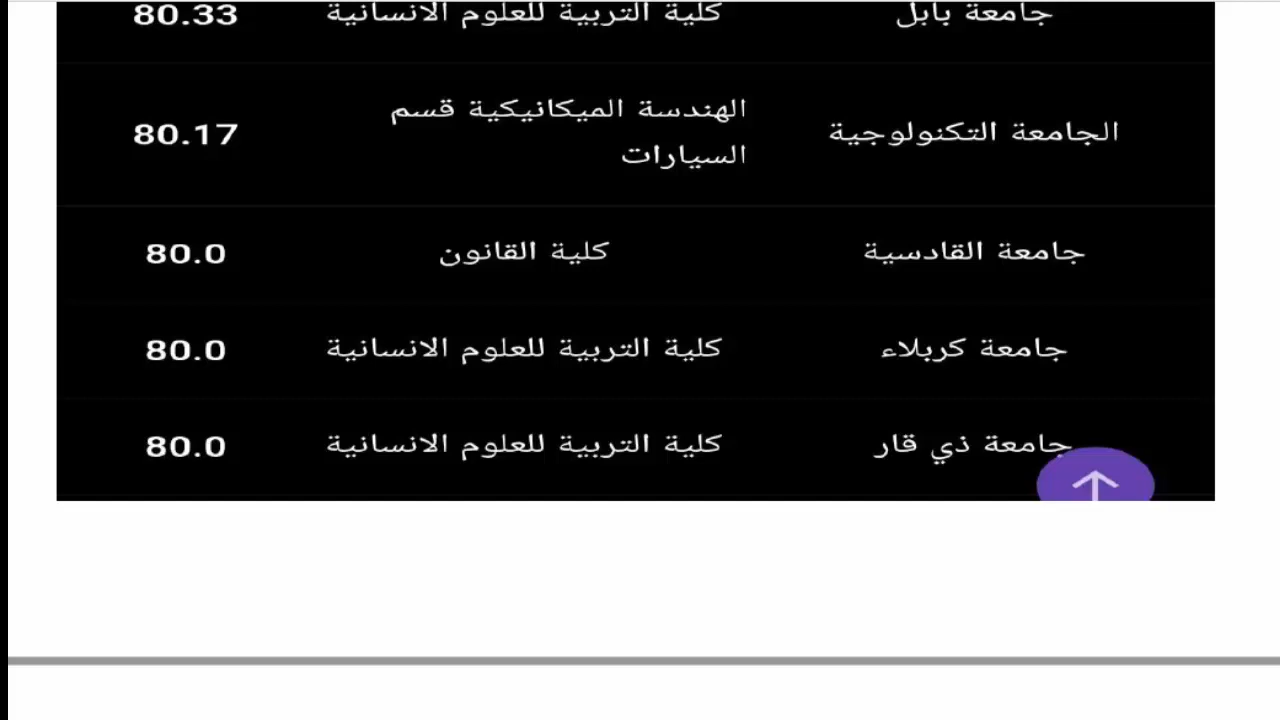 جامعة بابل كلية التربية للعلوم الانسانية 80.33
الجامعة التكنولوجية الهندسة الميكانيكية قسم السيارات 80.17
جامعة القادسية كلية القانون 80.0
جامعة كربلاء كلية التربية للعلوم الانسانية 80.0
جامعة ذي قار كلية التربية للعلوم الانسانية 80.0